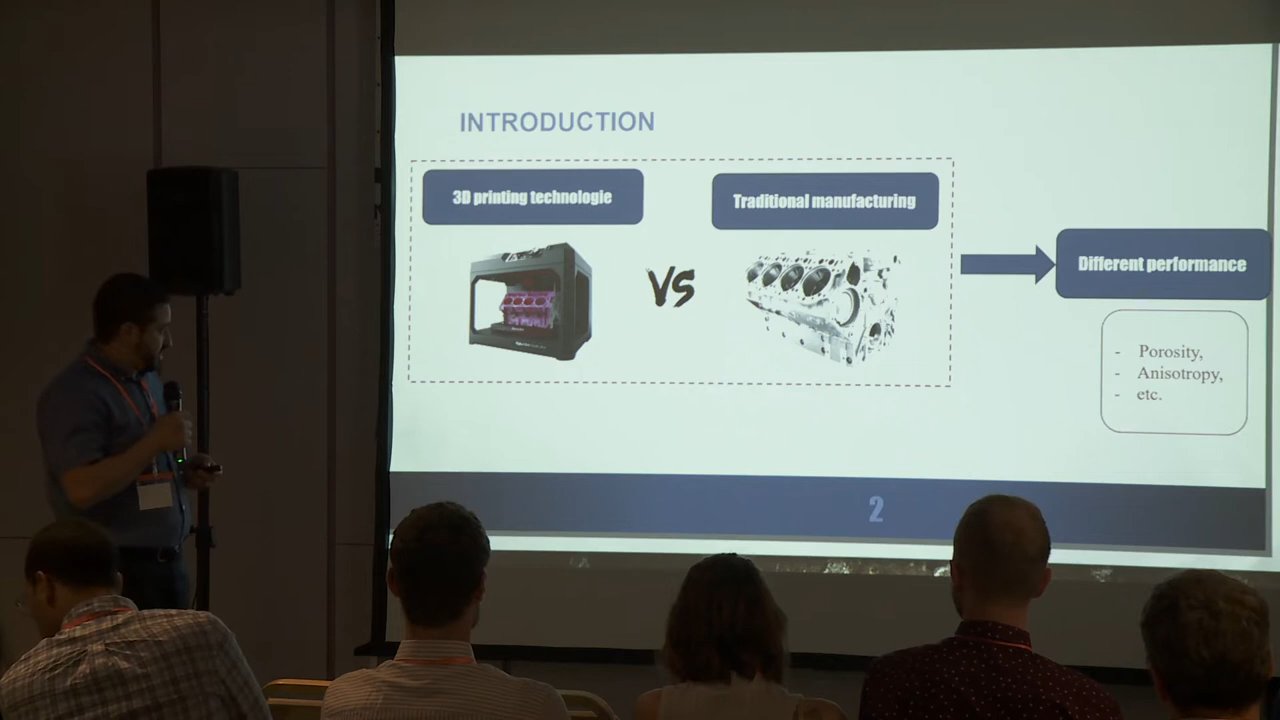 INTRODUCTION
3D printing technologie
VS
Traditional manufacturing
Different performance
- Porosity,
- Anisotropy,
- etc.
2